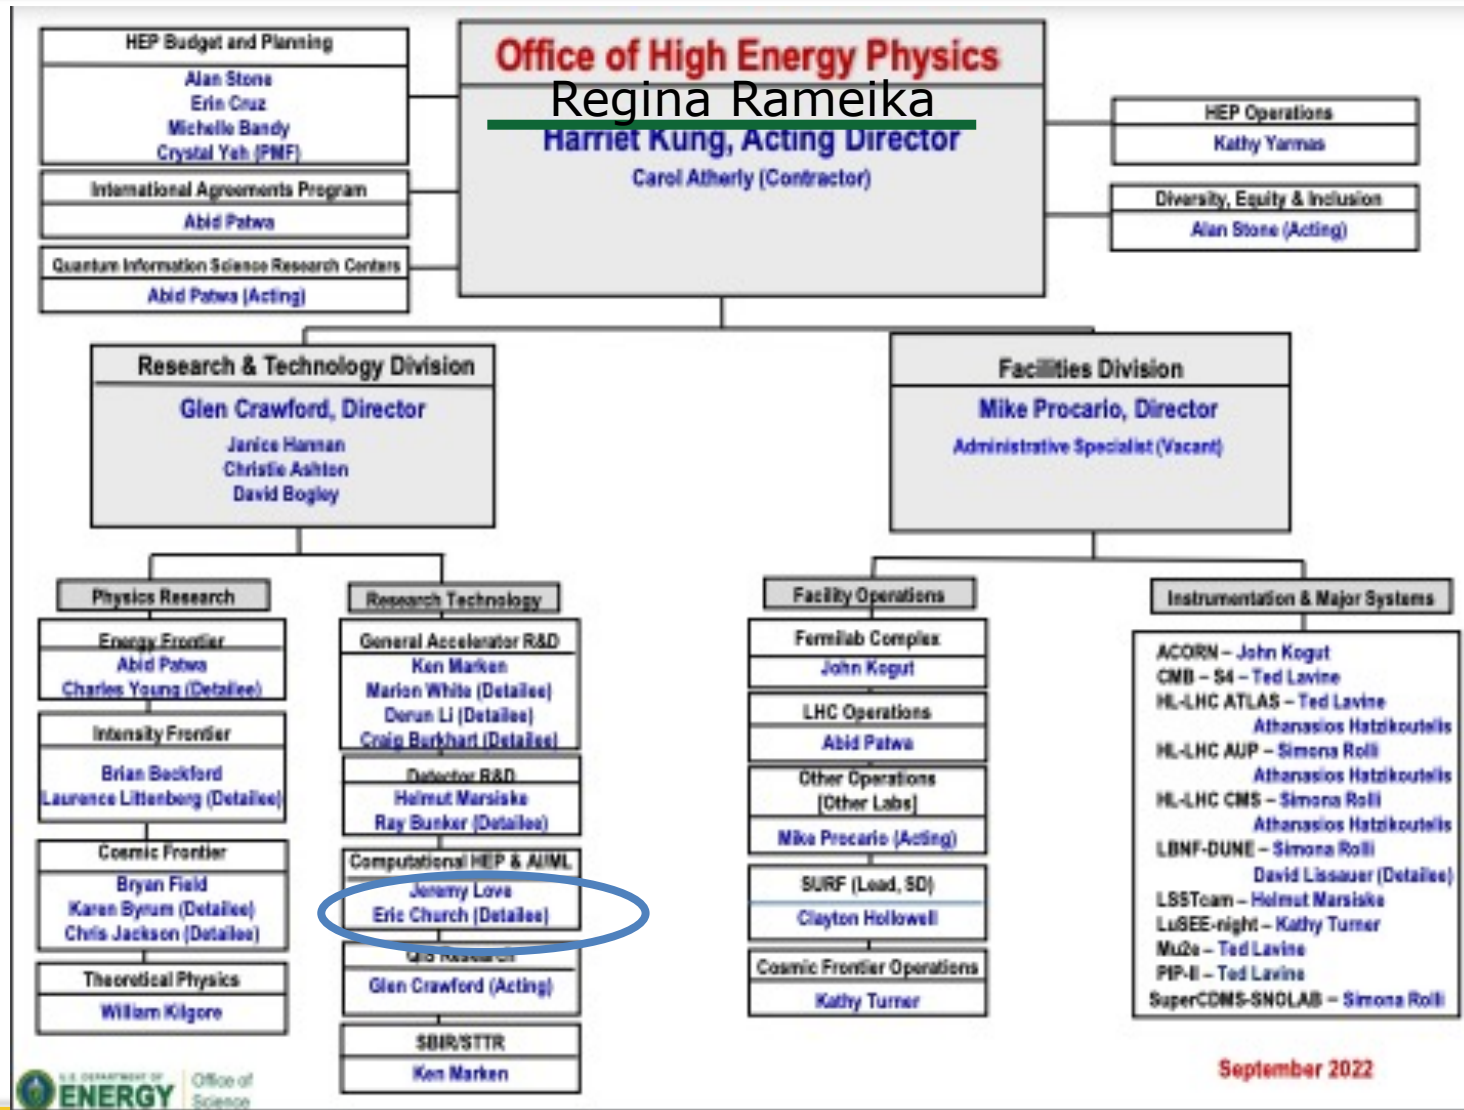 HEP Budget and Planning
Alan Stone
Erin Cruz
Michelle Bandy
Crystal Yeh (PMF)
International Agreements Program
Abid Patwa
Quantum Information Science Research Centers
Abid Patwa (Acting)
Office of High Energy Physics
Regina Rameika
Harriet Kung, Acting Director
Carol Atherly (Contractor)
HEP Operations
Kathy Yarmas
Diversity, Equity & Inclusion
Alan Stone (Acting)
Research & Technology Division
Glen Crawford, Director
Janice Hannan
Christie Ashton
David Bogley
Facilities Division
Mike Procario, Director
Administrative Specialist (Vacant)
Physics Research
Energy Frontier
Abid Patwa
Charles Young (Detailee)
Intensity Frontier
Brian Beckford
Laurence Littenberg (Detailee)
Cosmic Frontier
Bryan Field
Karen Byrum (Detailee)
Chris Jackson (Detailee)
Theoretical Physics
William Kilgore
Research Technology
General Accelerator R&D
Ken Marken
Marion White (Detailee)
Derun Li (Detailee)
Craig Burkhart (Detailee)
Detector R&D
Helmut Marsiske
Ray Bunker (Detailee)
Computational HEP & AI/ML
Jeremy Love
Eric Church (Detailee)
QIS Research
Glen Crawford (Acting)
SBIR/STTR
Ken Marken
Facility Operations
Fermilab Complex
John Kogut
LHC Operations
Abid Patwa
Other Operations
[Other Labs]
Mike Procario (Acting)
SURF (Lead, SD)
Clayton Hollowell
Cosmic Frontier Operations
Kathy Turner
Instrumentation & Major Systems
ACORN – John Kogut
CMB – S4 – Ted Lavine
HL-LHC ATLAS – Ted Lavine
Athanasios Hatzikoutelis
HL-LHC AUP – Simona Rolli
Athanasios Hatzikoutelis
HL-LHC CMS – Simona Rolli
Athanasios Hatzikoutelis
LBNF-DUNE – Simona Rolli
David Lissauer (Detailee)
LSSTcam – Helmut Marsiske
LuSEE-night – Kathy Turner
Mu2e – Ted Lavine
PIP-II – Ted Lavine
SuperCDMS-SNOLAB – Simona Rolli
September 2022
U.S. DEPARTMENT OF
ENERGY
Office of
Science